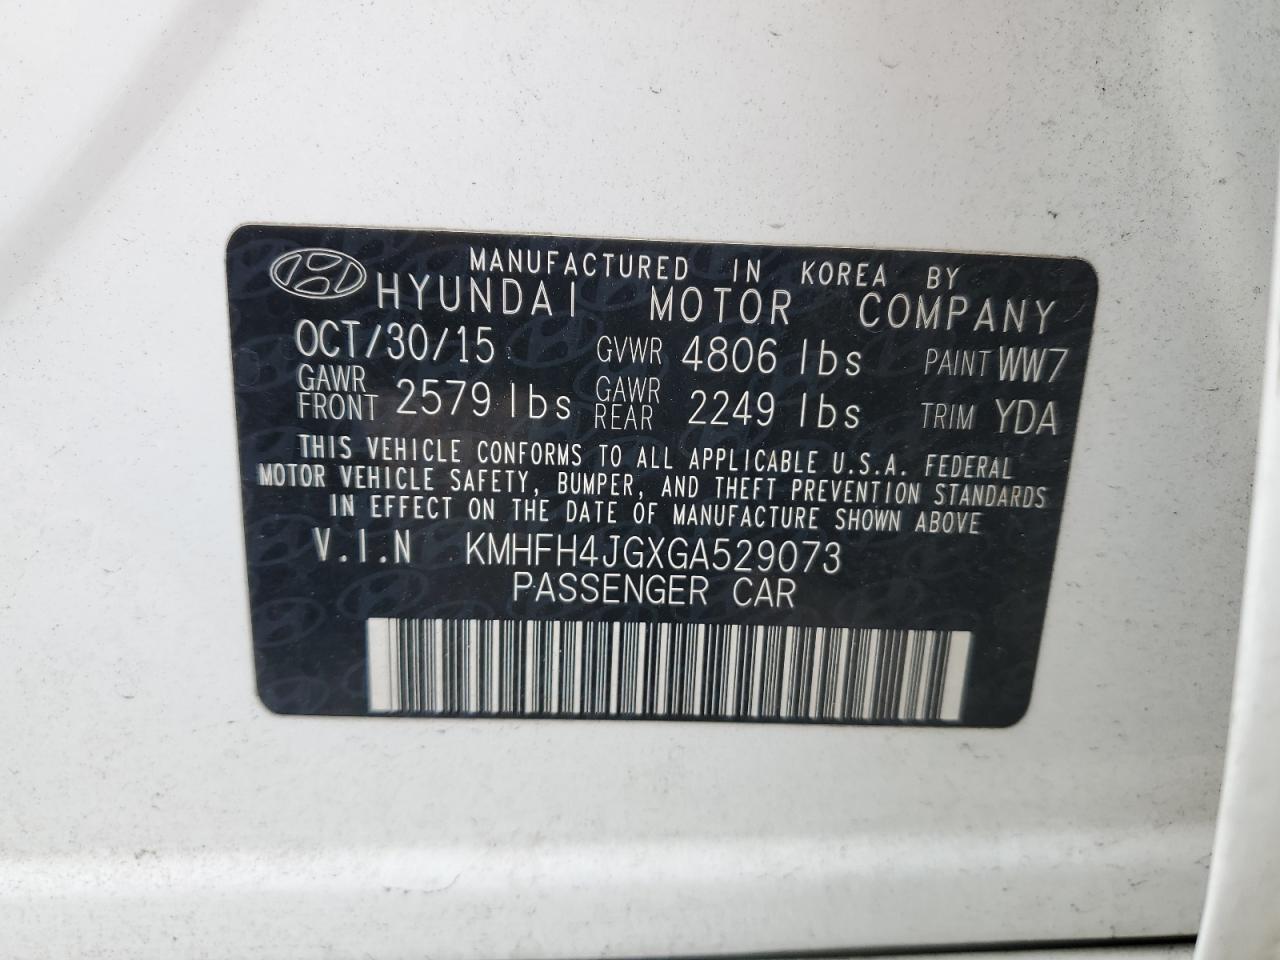 MANUFACTURED IN KOREA BY
HYUNDAI MOTOR COMPANY
OCT/30/15 GVWR 4806 lbs PAINT WW7
GAWR FRONT 2579 lbs GAWR REAR 2249 lbs TRIM YDA
THIS VEHICLE CONFORMS TO ALL APPLICABLE U.S.A. FEDERAL
MOTOR VEHICLE SAFETY, BUMPER, AND THEFT PREVENTION STANDARDS
IN EFFECT ON THE DATE OF MANUFACTURE SHOWN ABOVE
V.I.N KMHFH4JGXGA529073
PASSENGER CAR